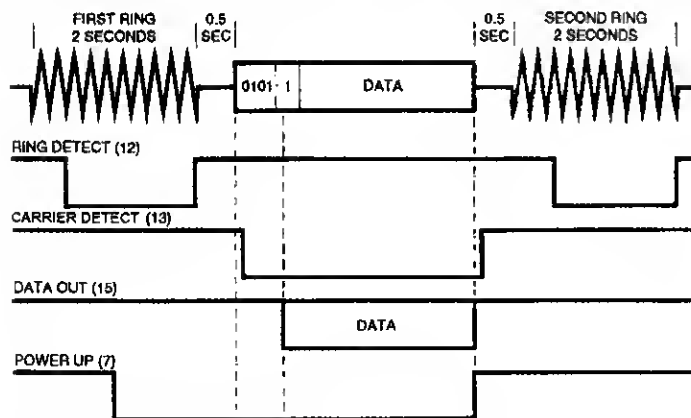 FIRST RING
2 SECONDS
0.5
SEC
0.5
SEC
SECOND RING
2 SECONDS
0101 1
DATA
RING DETECT (12)
CARRIER DETECT (13)
DATA OUT (15)
DATA
POWER UP (7)